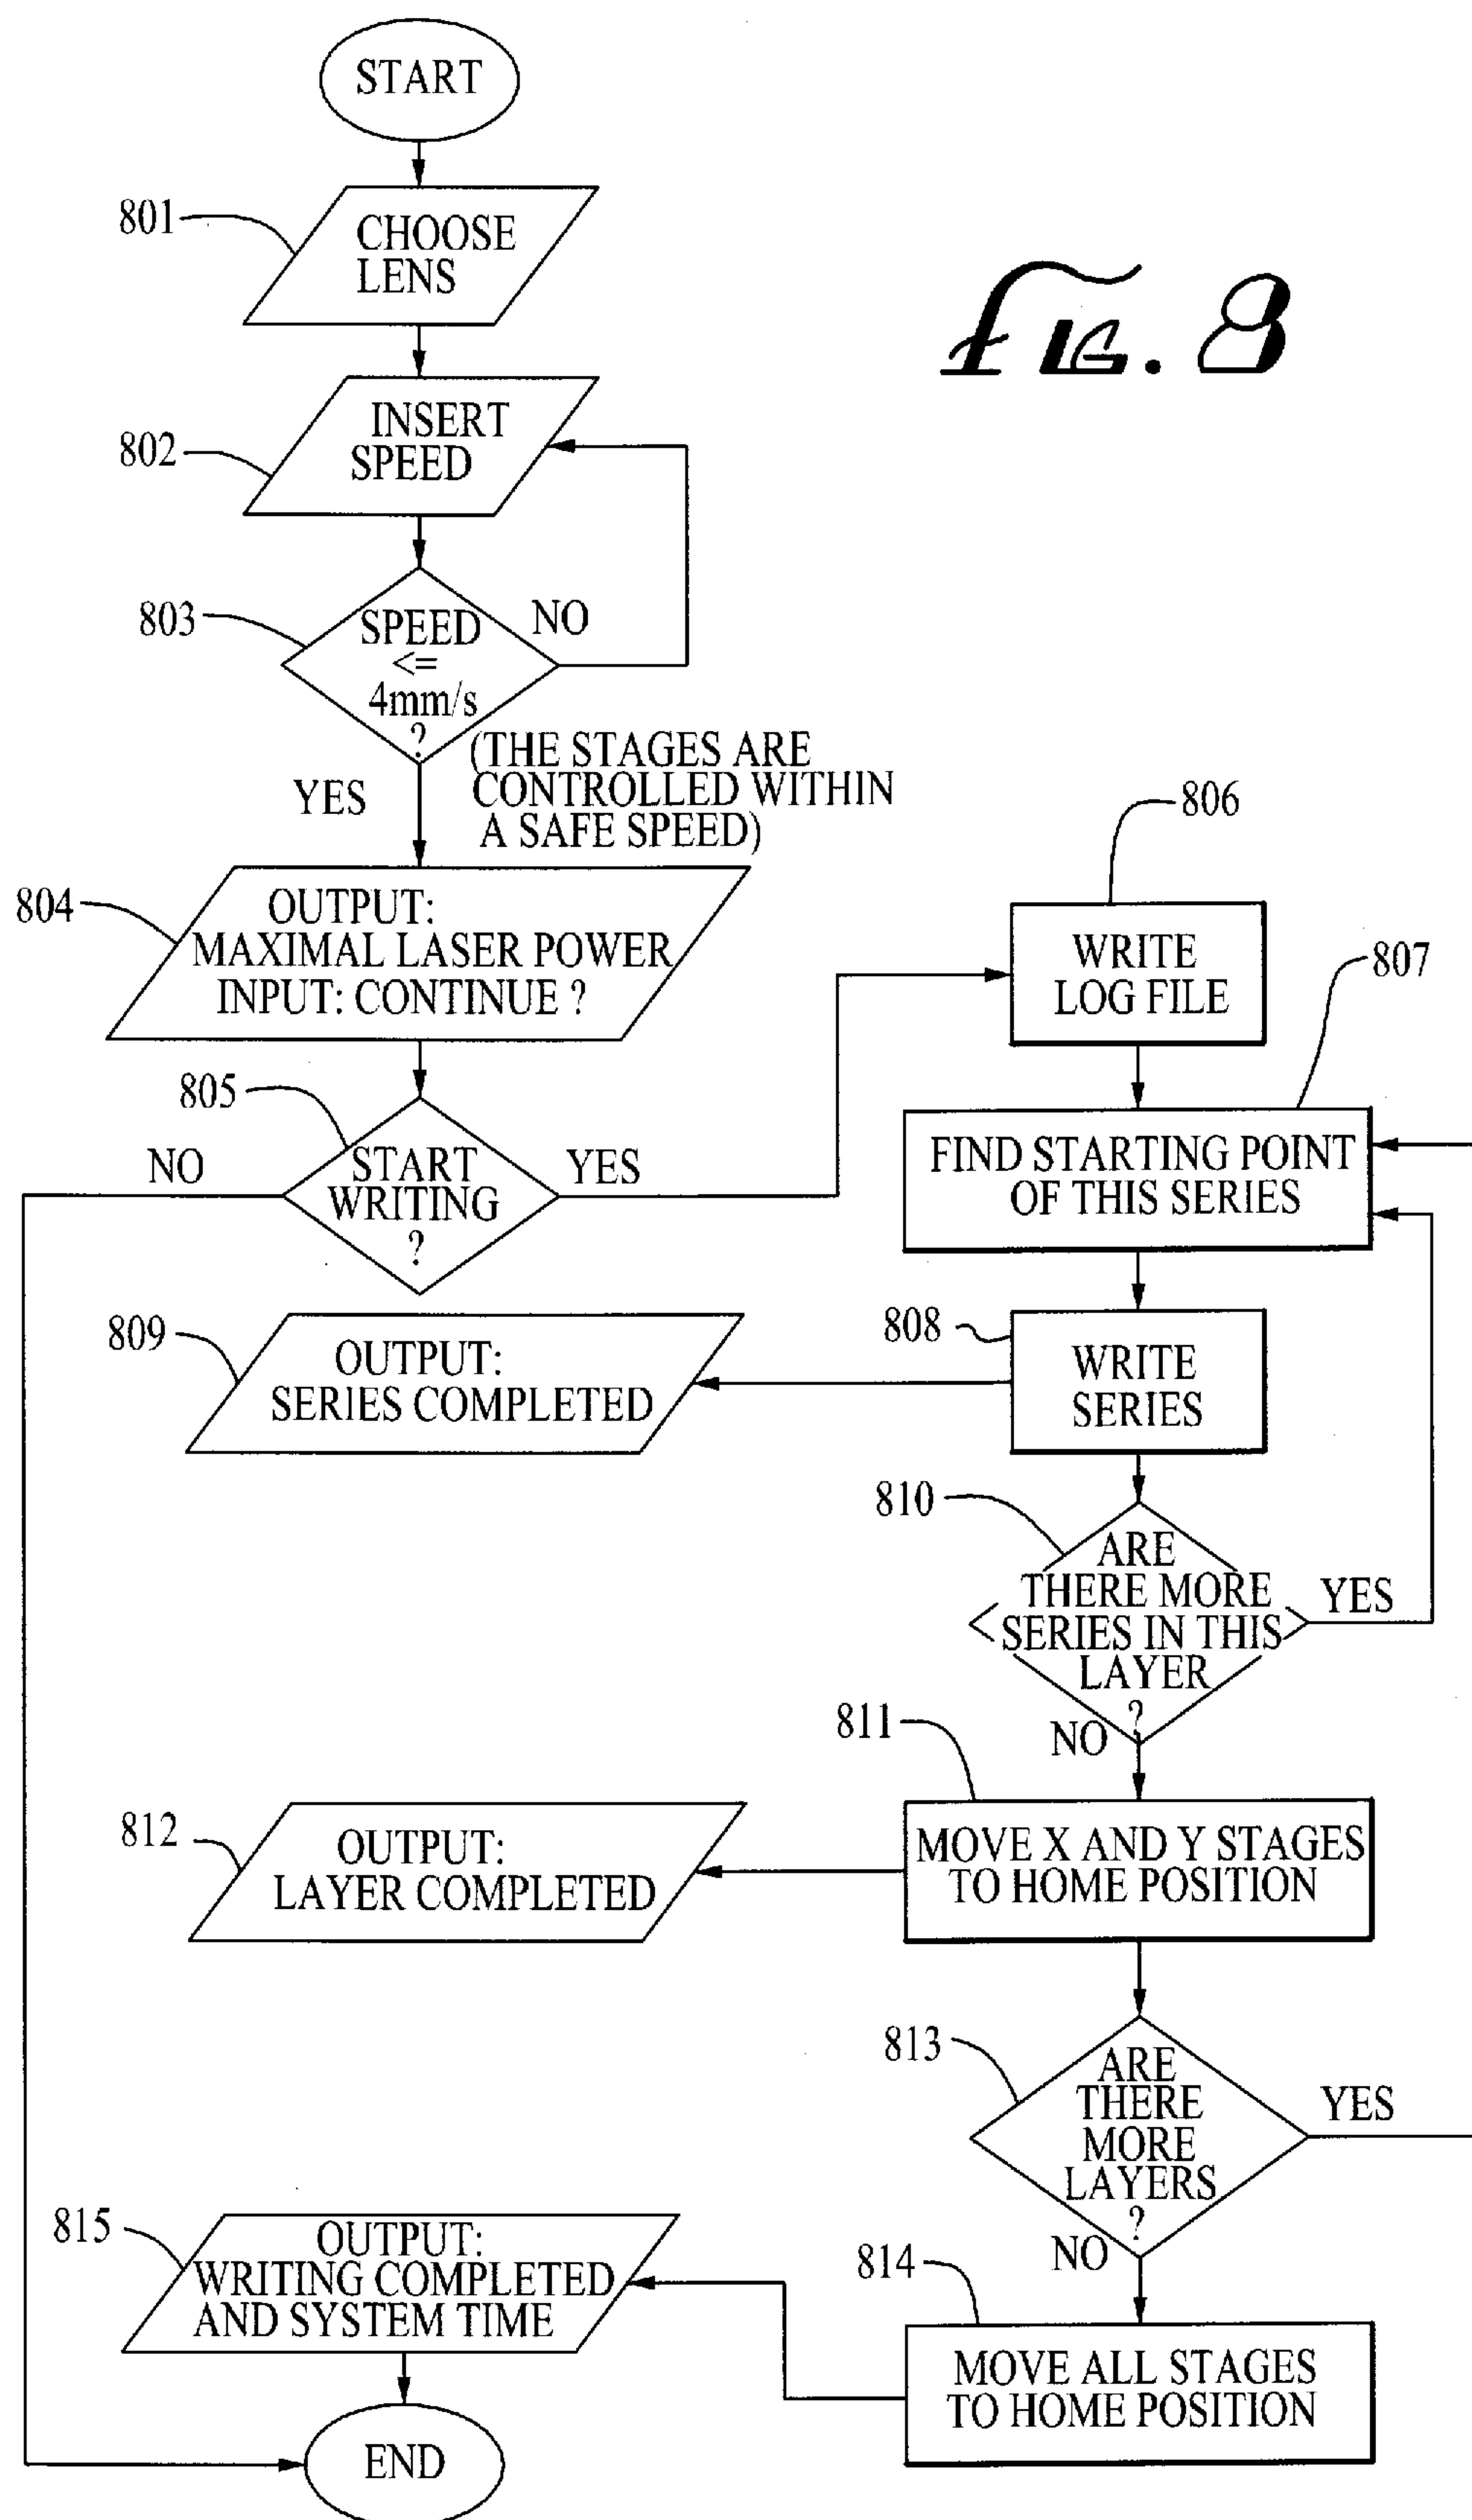 START
801
CHOOSE
LENS
FIG. 8
802
INSERT
SPEED
803
SPEED
<=
4mm/s
?
NO
YES
(THE STAGES ARE
CONTROLLED WITHIN
A SAFE SPEED)
804
OUTPUT:
MAXIMAL LASER POWER
INPUT: CONTINUE ?
805
START
WRITING
?
NO
YES
806
WRITE
LOG FILE
807
FIND STARTING POINT
OF THIS SERIES
808
WRITE
SERIES
809
OUTPUT:
SERIES COMPLETED
810
ARE
THERE MORE
SERIES IN THIS
LAYER
?
YES
NO
811
MOVE X AND Y STAGES
TO HOME POSITION
812
OUTPUT:
LAYER COMPLETED
813
ARE
THERE
MORE
LAYERS
?
YES
NO
814
MOVE ALL STAGES
TO HOME POSITION
815
OUTPUT:
WRITING COMPLETED
AND SYSTEM TIME
END